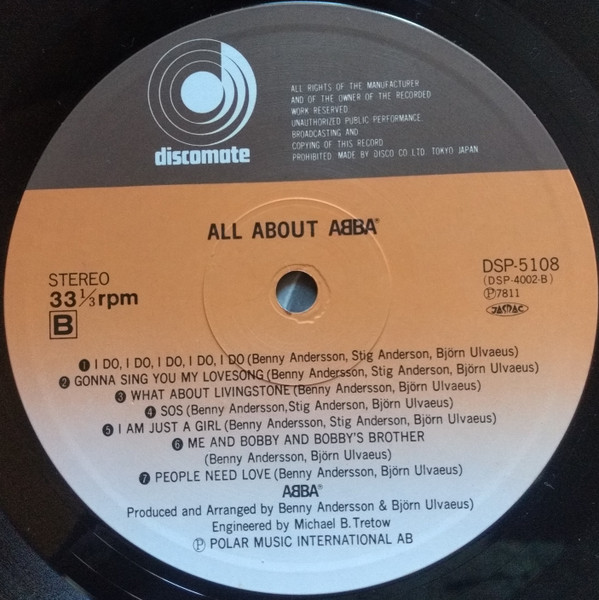 discomate
ALL RIGHTS OF THE MANUFACTURER
AND OF THE OWNER OF THE RECORDED
WORK RESERVED.
UNAUTHORIZED PUBLIC PERFORMANCE.
BROADCASTING AND
COPYING OF THIS RECORD
PROHIBITED. MADE BY DISCO CO.LTD. TOKYO JAPAN
ALL ABOUT ABBA®
STEREO
33 1/3 rpm
B
DSP-5108
(DSP-4002-B)
Ⓟ7811
JASRAC
❶ I DO, I DO, I DO, I DO, I DO (Benny Andersson, Stig Anderson, Björn Ulvaeus)
❷ GONNA SING YOU MY LOVESONG (Benny Andersson, Stig Anderson, Björn Ulvaeus)
❸ WHAT ABOUT LIVINGSTONE (Benny Andersson, Björn Ulvaeus)
❹ SOS (Benny Andersson,Stig Anderson, Björn Ulvaeus)
❺ I AM JUST A GIRL (Benny Andersson, Stig Anderson, Björn Ulvaeus)
❻ ME AND BOBBY AND BOBBY'S BROTHER
(Benny Andersson, Björn Ulvaeus)
❼ PEOPLE NEED LOVE (Benny Andersson, Björn Ulvaeus)
ABBA®
Produced and Arranged by Benny Andersson & Björn Ulvaeus)
Engineered by Michael B.Tretow
Ⓟ POLAR MUSIC INTERNATIONAL AB